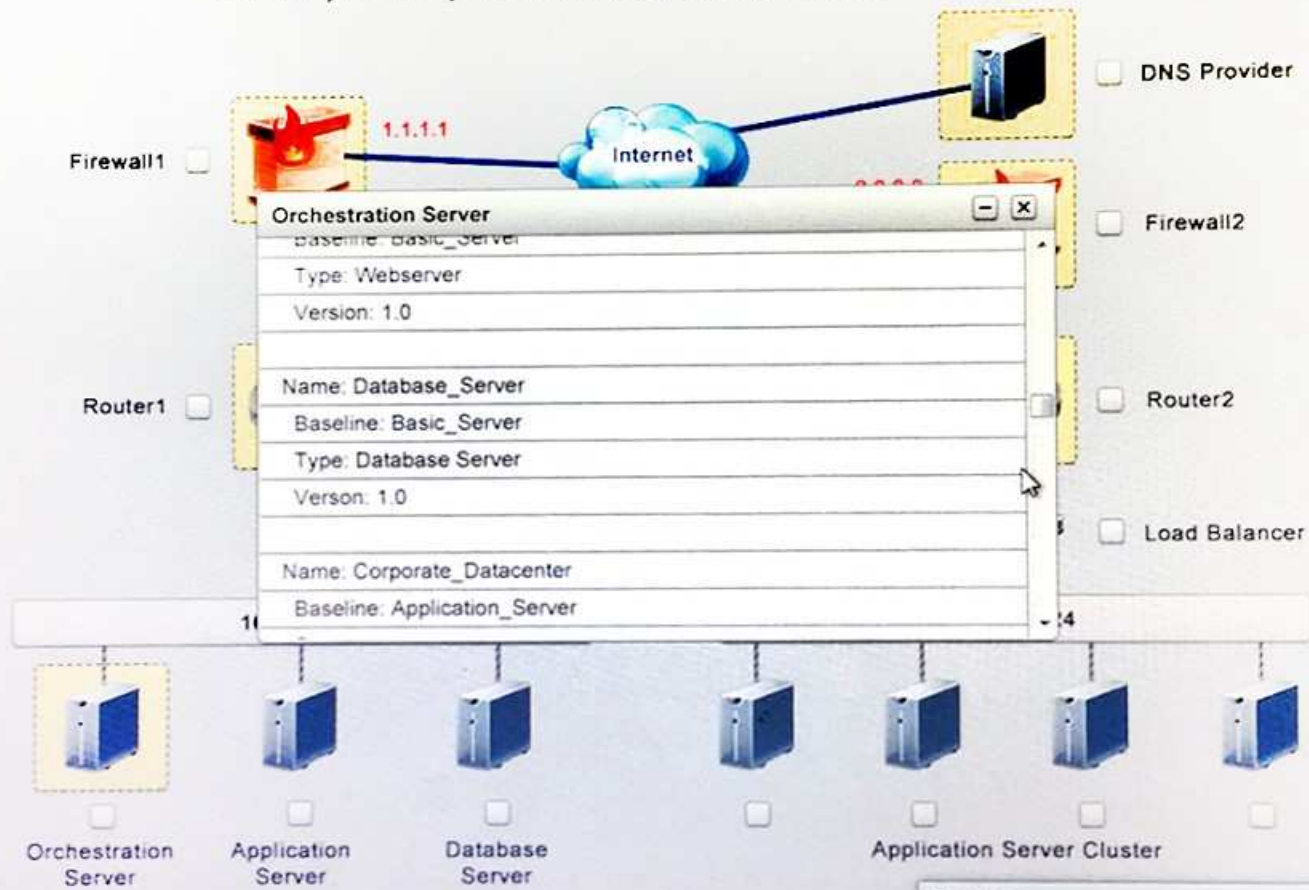 DNS Provider
1.1.1.1
Firewall1
Internet
Orchestration Server
Firewall2
Baseline: Basic_Server
Type: Webserver
Version: 1.0
Name: Database_Server
Router1
Router2
Baseline: Basic_Server
Type: Database Server
Verson: 1.0
Load Balancer
Name: Corporate_Datacenter
Baseline: Application_Server
Orchestration
Server
Application
Server
Database
Server
Application Server Cluster